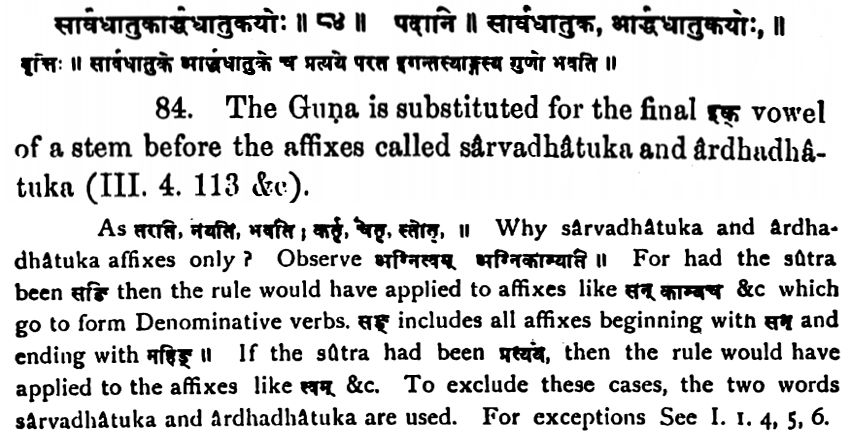 सार्वधातुकार्द्धधातुकयोः ॥ ८४ ॥ पदानि ॥ सार्वधातुक, आर्द्धधातुकयोः, ॥
वृत्तिः ॥ सार्वधातुके आर्द्धधातुके च प्रत्यये परत इगन्तस्याङ्गस्य गुणो भवति ॥
84. The Guṇa is substituted for the final इक् vowel
of a stem before the affixes called sârvadhâtuka and ârdhadhâ-
tuka (III. 4. 113 &c).
As तरति, नयति, भवति ; कर्तृ, चेतृ, स्तोतृ, ॥ Why sârvadhâtuka and ârdha-
dhâtuka affixes only ? Observe अग्नित्वम् अग्निकाम्याति ॥ For had the sûtra
been सङि then the rule would have applied to affixes like सन् काम्यच &c which
go to form Denominative verbs. सङ् includes all affixes beginning with सन् and
ending with महिङ् ॥ If the sûtra had been प्रत्यये, then the rule would have
applied to the affixes like त्वम् &c. To exclude these cases, the two words
sârvadhâtuka and ârdhadhâtuka are used. For exceptions See I. 1. 4, 5, 6.